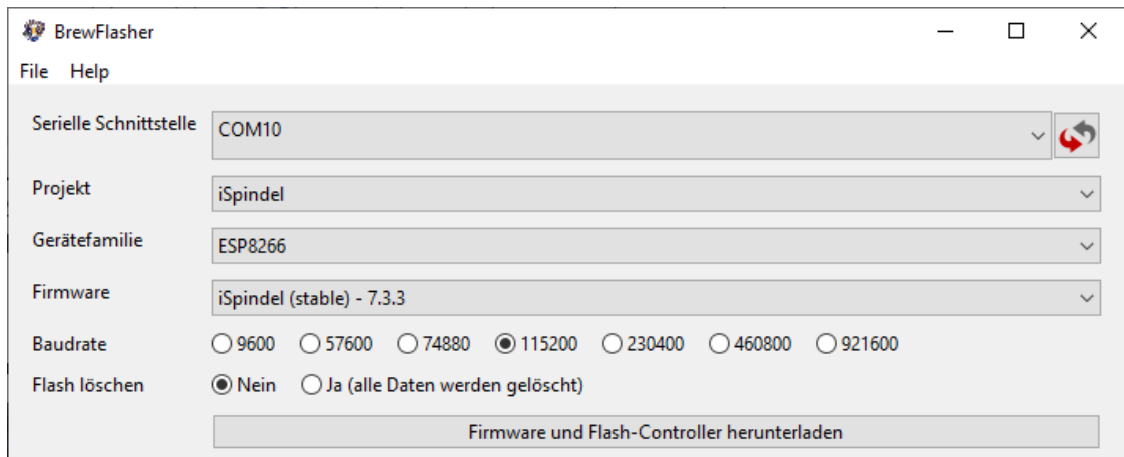 BrewFlasher
File Help
Serielle Schnittstelle COM10
Projekt iSpindel
Gerätefamilie ESP8266
Firmware iSpindel (stable) - 7.3.3
Baudrate 9600 57600 74880 115200 230400 460800 921600
Flash löschen Nein Ja (alle Daten werden gelöscht)
Firmware und Flash-Controller herunterladen